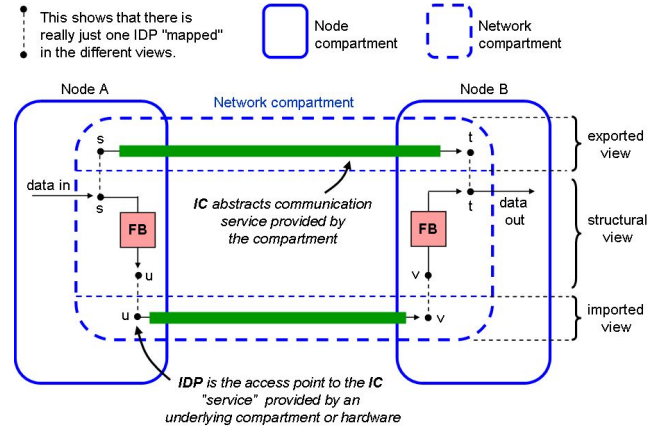 This shows that there is
really just one IDP "mapped"
in the different views.
Node
compartment
Network
compartment
Node A
Network compartment
Node B
s
t
exported
view
data in
s
IC abstracts communication
service provided by
the compartment
t
data
out
structural
view
FB
FB
u
v
u
v
imported
view
IDP is the access point to the IC
"service" provided by an
underlying compartment or hardware